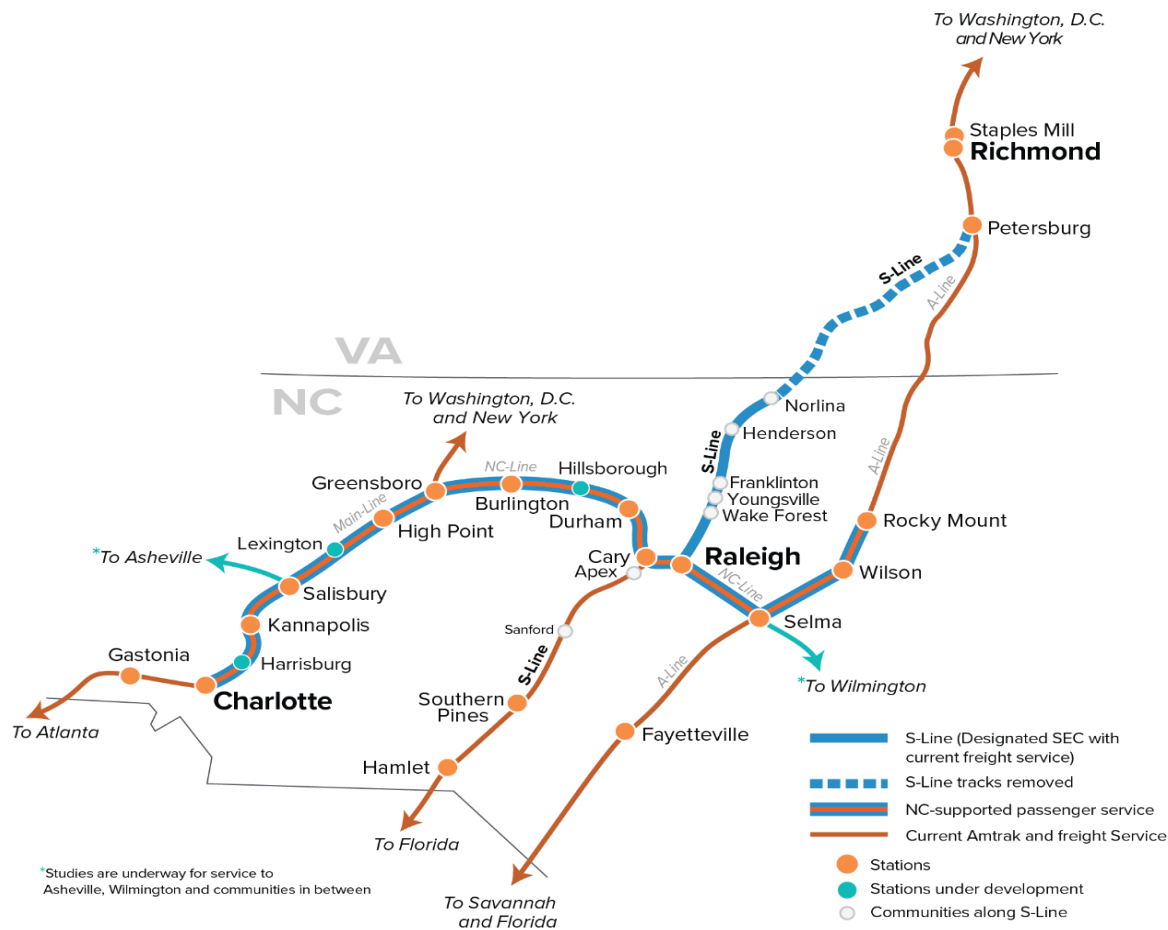 To Washington, D.C.
and New York
Staples Mill
Richmond
Petersburg
S-Line
A-Line
VA
NC
To Washington, D.C.
and New York
Norlina
Henderson
S-Line
A-Line
Franklinton
Youngsville
Wake Forest
Greensboro
NC-Line
Hillsborough
Burlington
Durham
Main-Line
High Point
Rocky Mount
Lexington
*To Asheville
Cary
Apex
Raleigh
NC-Line
Wilson
Salisbury
Selma
Kannapolis
Sanford
Harrisburg
Gastonia
Charlotte
S-Line
A-Line
*To Wilmington
To Atlanta
Southern
Pines
Fayetteville
Hamlet
To Florida
To Savannah
and Florida
S-Line (Designated SEC with
current freight service)
S-Line tracks removed
NC-supported passenger service
Current Amtrak and freight Service
Stations
Stations under development
Communities along S-Line
*Studies are underway for service to
Asheville, Wilmington and communities in between